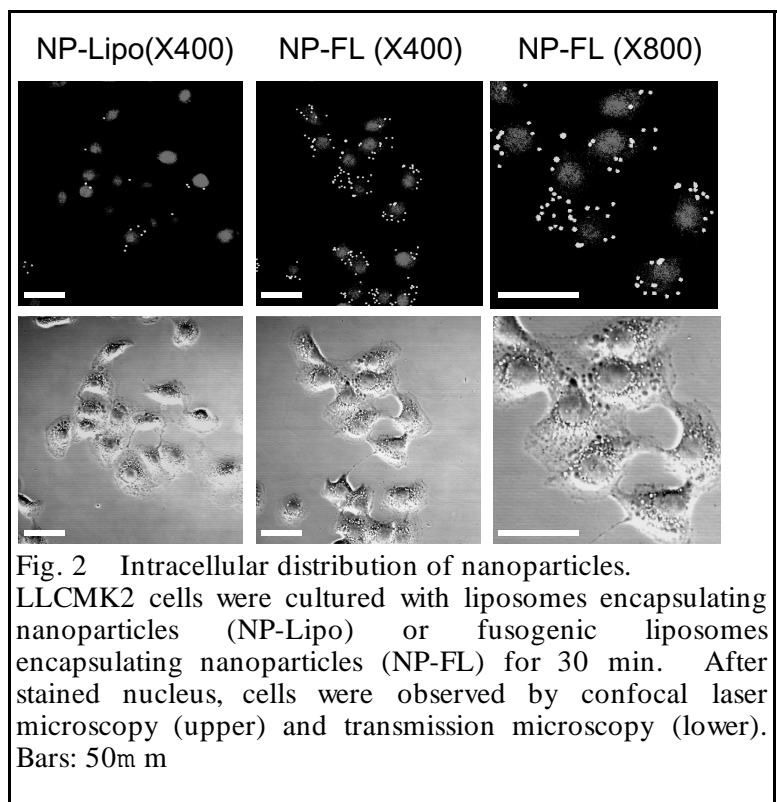 NP-Lipo(X400) NP-FL (X400) NP-FL (X800)
Fig. 2 Intracellular distribution of nanoparticles.
LLCMK2 cells were cultured with liposomes encapsulating
nanoparticles (NP-Lipo) or fusogenic liposomes
encapsulating nanoparticles (NP-FL) for 30 min. After
stained nucleus, cells were observed by confocal laser
microscopy (upper) and transmission microscopy (lower).
Bars: 50m m